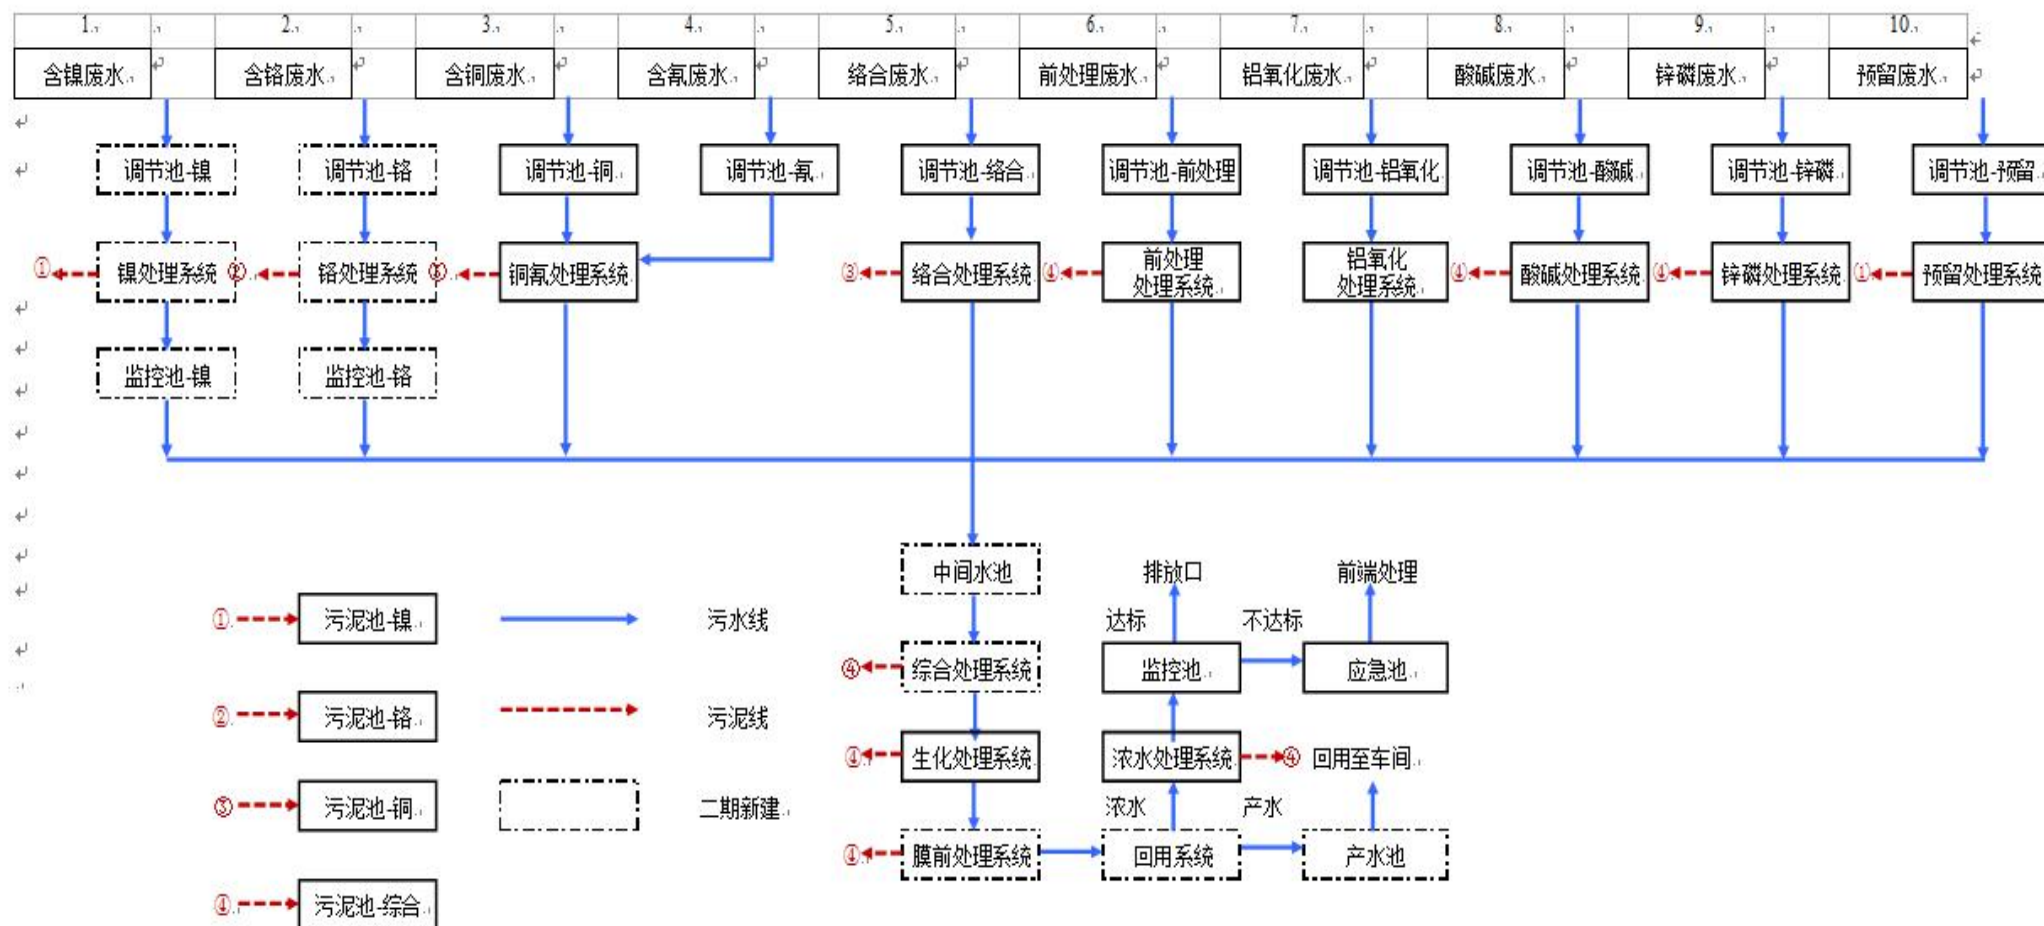 1. 2. 3. 4. 5. 6. 7. 8. 9. 10.
含镍废水 含铬废水 含铜废水 含氰废水 络合废水 前处理废水 铝氧化废水 酸碱废水 锌磷废水 预留废水
调节池-镍 调节池-铬 调节池-铜 调节池-氰 调节池-络合 调节池-前处理 调节池-铝氧化 调节池-酸碱 调节池-锌磷 调节池-预留
① 镍处理系统 ② 铬处理系统 ③ 铜氰处理系统 ③ 络合处理系统 ④ 前处理
处理系统 铝氧化
处理系统 ④ 酸碱处理系统 ④ 锌磷处理系统 ① 预留处理系统
监控池-镍 监控池-铬
中间水池 排放口 前端处理
① 污泥池-镍 污水线 达标 不达标
④ 综合处理系统 监控池 应急池
② 污泥池-铬 污泥线
④ 生化处理系统 浓水处理系统 ④ 回用至车间
③ 污泥池-铜 二期新建 浓水 产水
④ 膜前处理系统 回用系统 产水池
④ 污泥池-综合